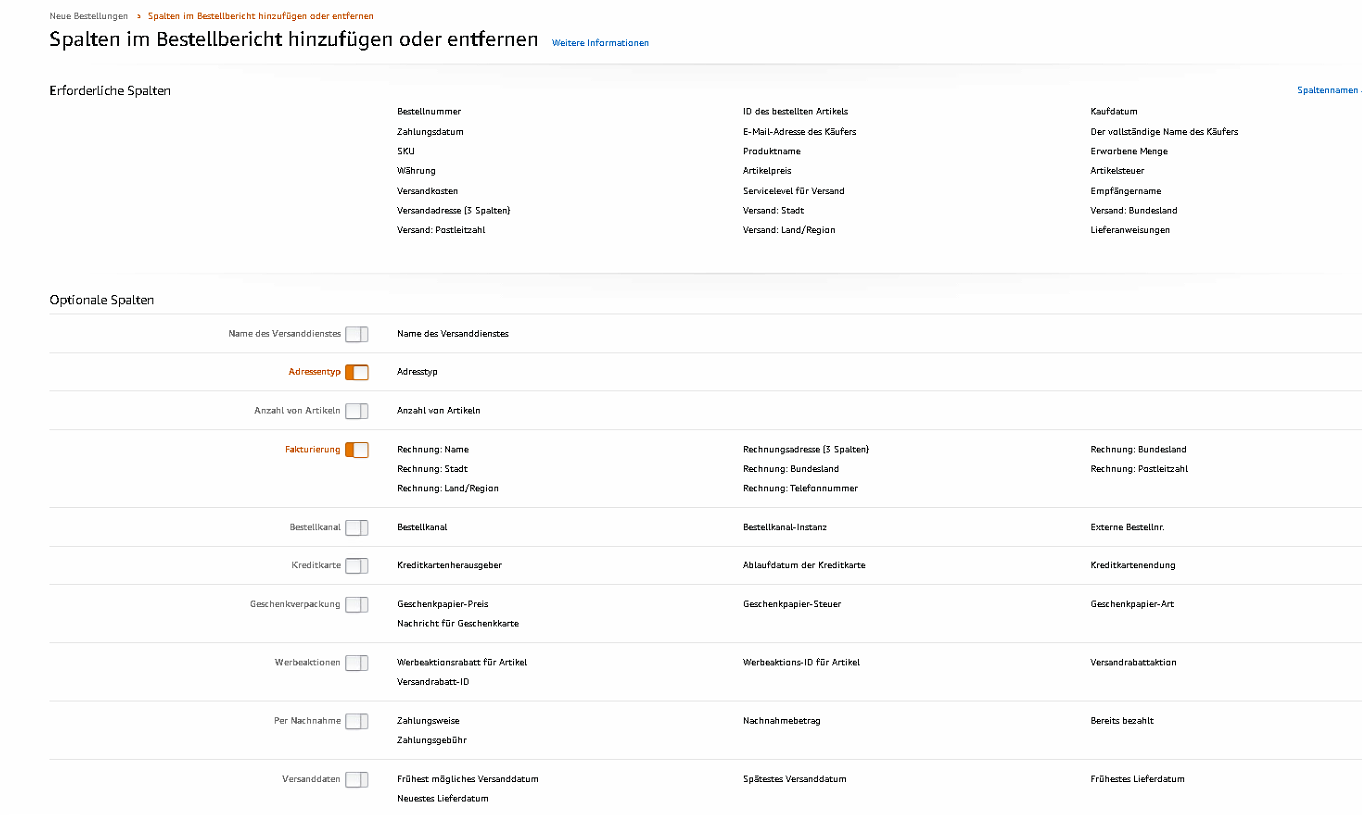 Neue Bestellungen › Spalten im Bestellbericht hinzufügen oder entfernen
Spalten im Bestellbericht hinzufügen oder entfernen Weitere Informationen
Erforderliche Spalten Spaltennamen
Bestellnummer ID des bestellten Artikels Kaufdatum
Zahlungsdatum E-Mail-Adresse des Käufers Der vollständige Name des Käufers
SKU Produktname Erworbene Menge
Währung Artikelpreis Artikelsteuer
Versandkosten Servicelevel für Versand Empfängername
Versandadresse (3 Spalten) Versand: Stadt Versand: Bundesland
Versand: Postleitzahl Versand: Land/Region Lieferanweisungen
Optionale Spalten
Name des Versanddienstes Name des Versanddienstes
Adressentyp Adresstyp
Anzahl von Artikeln Anzahl von Artikeln
Fakturierung Rechnung: Name Rechnungsadresse (3 Spalten) Rechnung: Bundesland
Rechnung: Stadt Rechnung: Bundesland Rechnung: Postleitzahl
Rechnung: Land/Region Rechnung: Telefonnummer
Bestellkanal Bestellkanal Bestellkanal-Instanz Externe Bestellnr.
Kreditkarte Kreditkartenherausgeber Ablaufdatum der Kreditkarte Kreditkartenendung
Geschenkverpackung Geschenkpapier-Preis Geschenkpapier-Steuer Geschenkpapier-Art
Nachricht für Geschenkkarte
Werbeaktionen Werbeaktionsrabatt für Artikel Werbeaktions-ID für Artikel Versandrabattaktion
Versandrabatt-ID
Per Nachnahme Zahlungsweise Nachnahmebetrag Bereits bezahlt
Zahlungsgebühr
Versanddaten Frühest mögliches Versanddatum Spätestes Versanddatum Frühestes Lieferdatum
Neuestes Lieferdatum